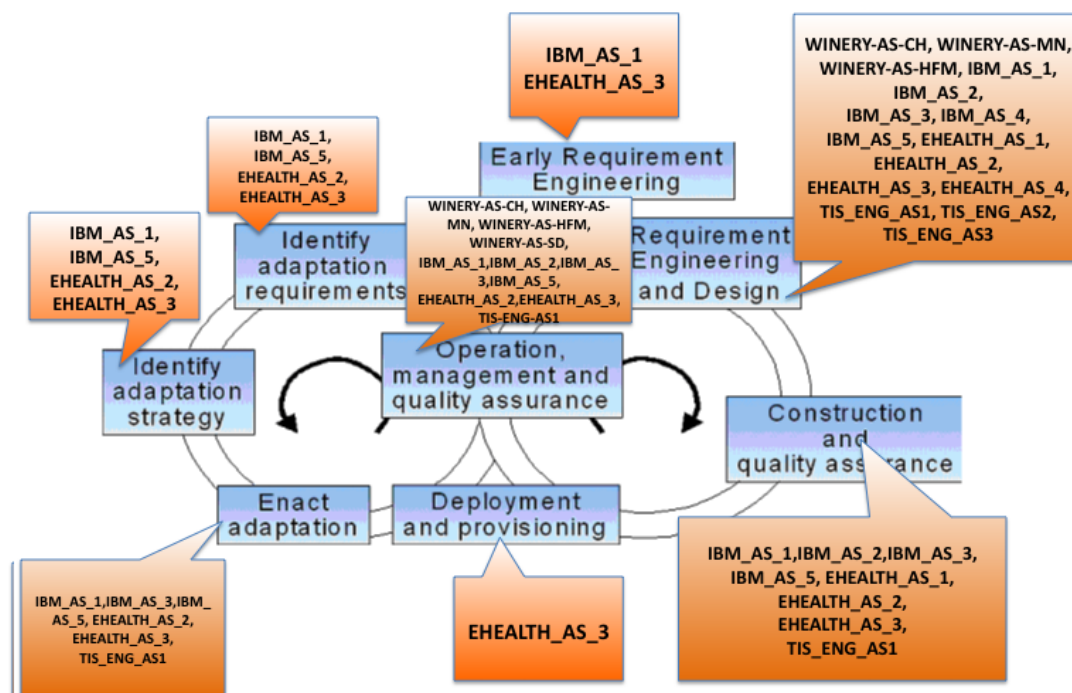 IBM_AS_1
EHEALTH_AS_3
WINERY-AS-CH, WINERY-AS-MN,
WINERY-AS-HFM, IBM_AS_1,
IBM_AS_2,
IBM_AS_3, IBM_AS_4,
IBM_AS_5, EHEALTH_AS_1,
EHEALTH_AS_2,
EHEALTH_AS_3, EHEALTH_AS_4,
TIS_ENG_AS1, TIS_ENG_AS2,
TIS_ENG_AS3
IBM_AS_1,
IBM_AS_5,
EHEALTH_AS_2,
EHEALTH_AS_3
Early Requirement
Engineering
IBM_AS_1,
IBM_AS_5,
EHEALTH_AS_2,
EHEALTH_AS_3
Identify
adaptation
requirements
WINERY-AS-CH, WINERY-AS-
MN, WINERY-AS-HFM,
WINERY-AS-SD,
IBM_AS_1,IBM_AS_2,IBM_AS_
3,IBM_AS_5,
EHEALTH_AS_2,EHEALTH_AS_3,
TIS-ENG-AS1
Requirement
Engineering
and Design
Identify
adaptation
strategy
Operation,
management and
quality assurance
Construction
and
quality assurance
Enact
adaptation
Deployment
and provisioning
IBM_AS_1,IBM_AS_3,IBM_
AS_5, EHEALTH_AS_2,
EHEALTH_AS_3,
TIS_ENG_AS1
EHEALTH_AS_3
IBM_AS_1,IBM_AS_2,IBM_AS_3,
IBM_AS_5, EHEALTH_AS_1,
EHEALTH_AS_2,
EHEALTH_AS_3,
TIS_ENG_AS1